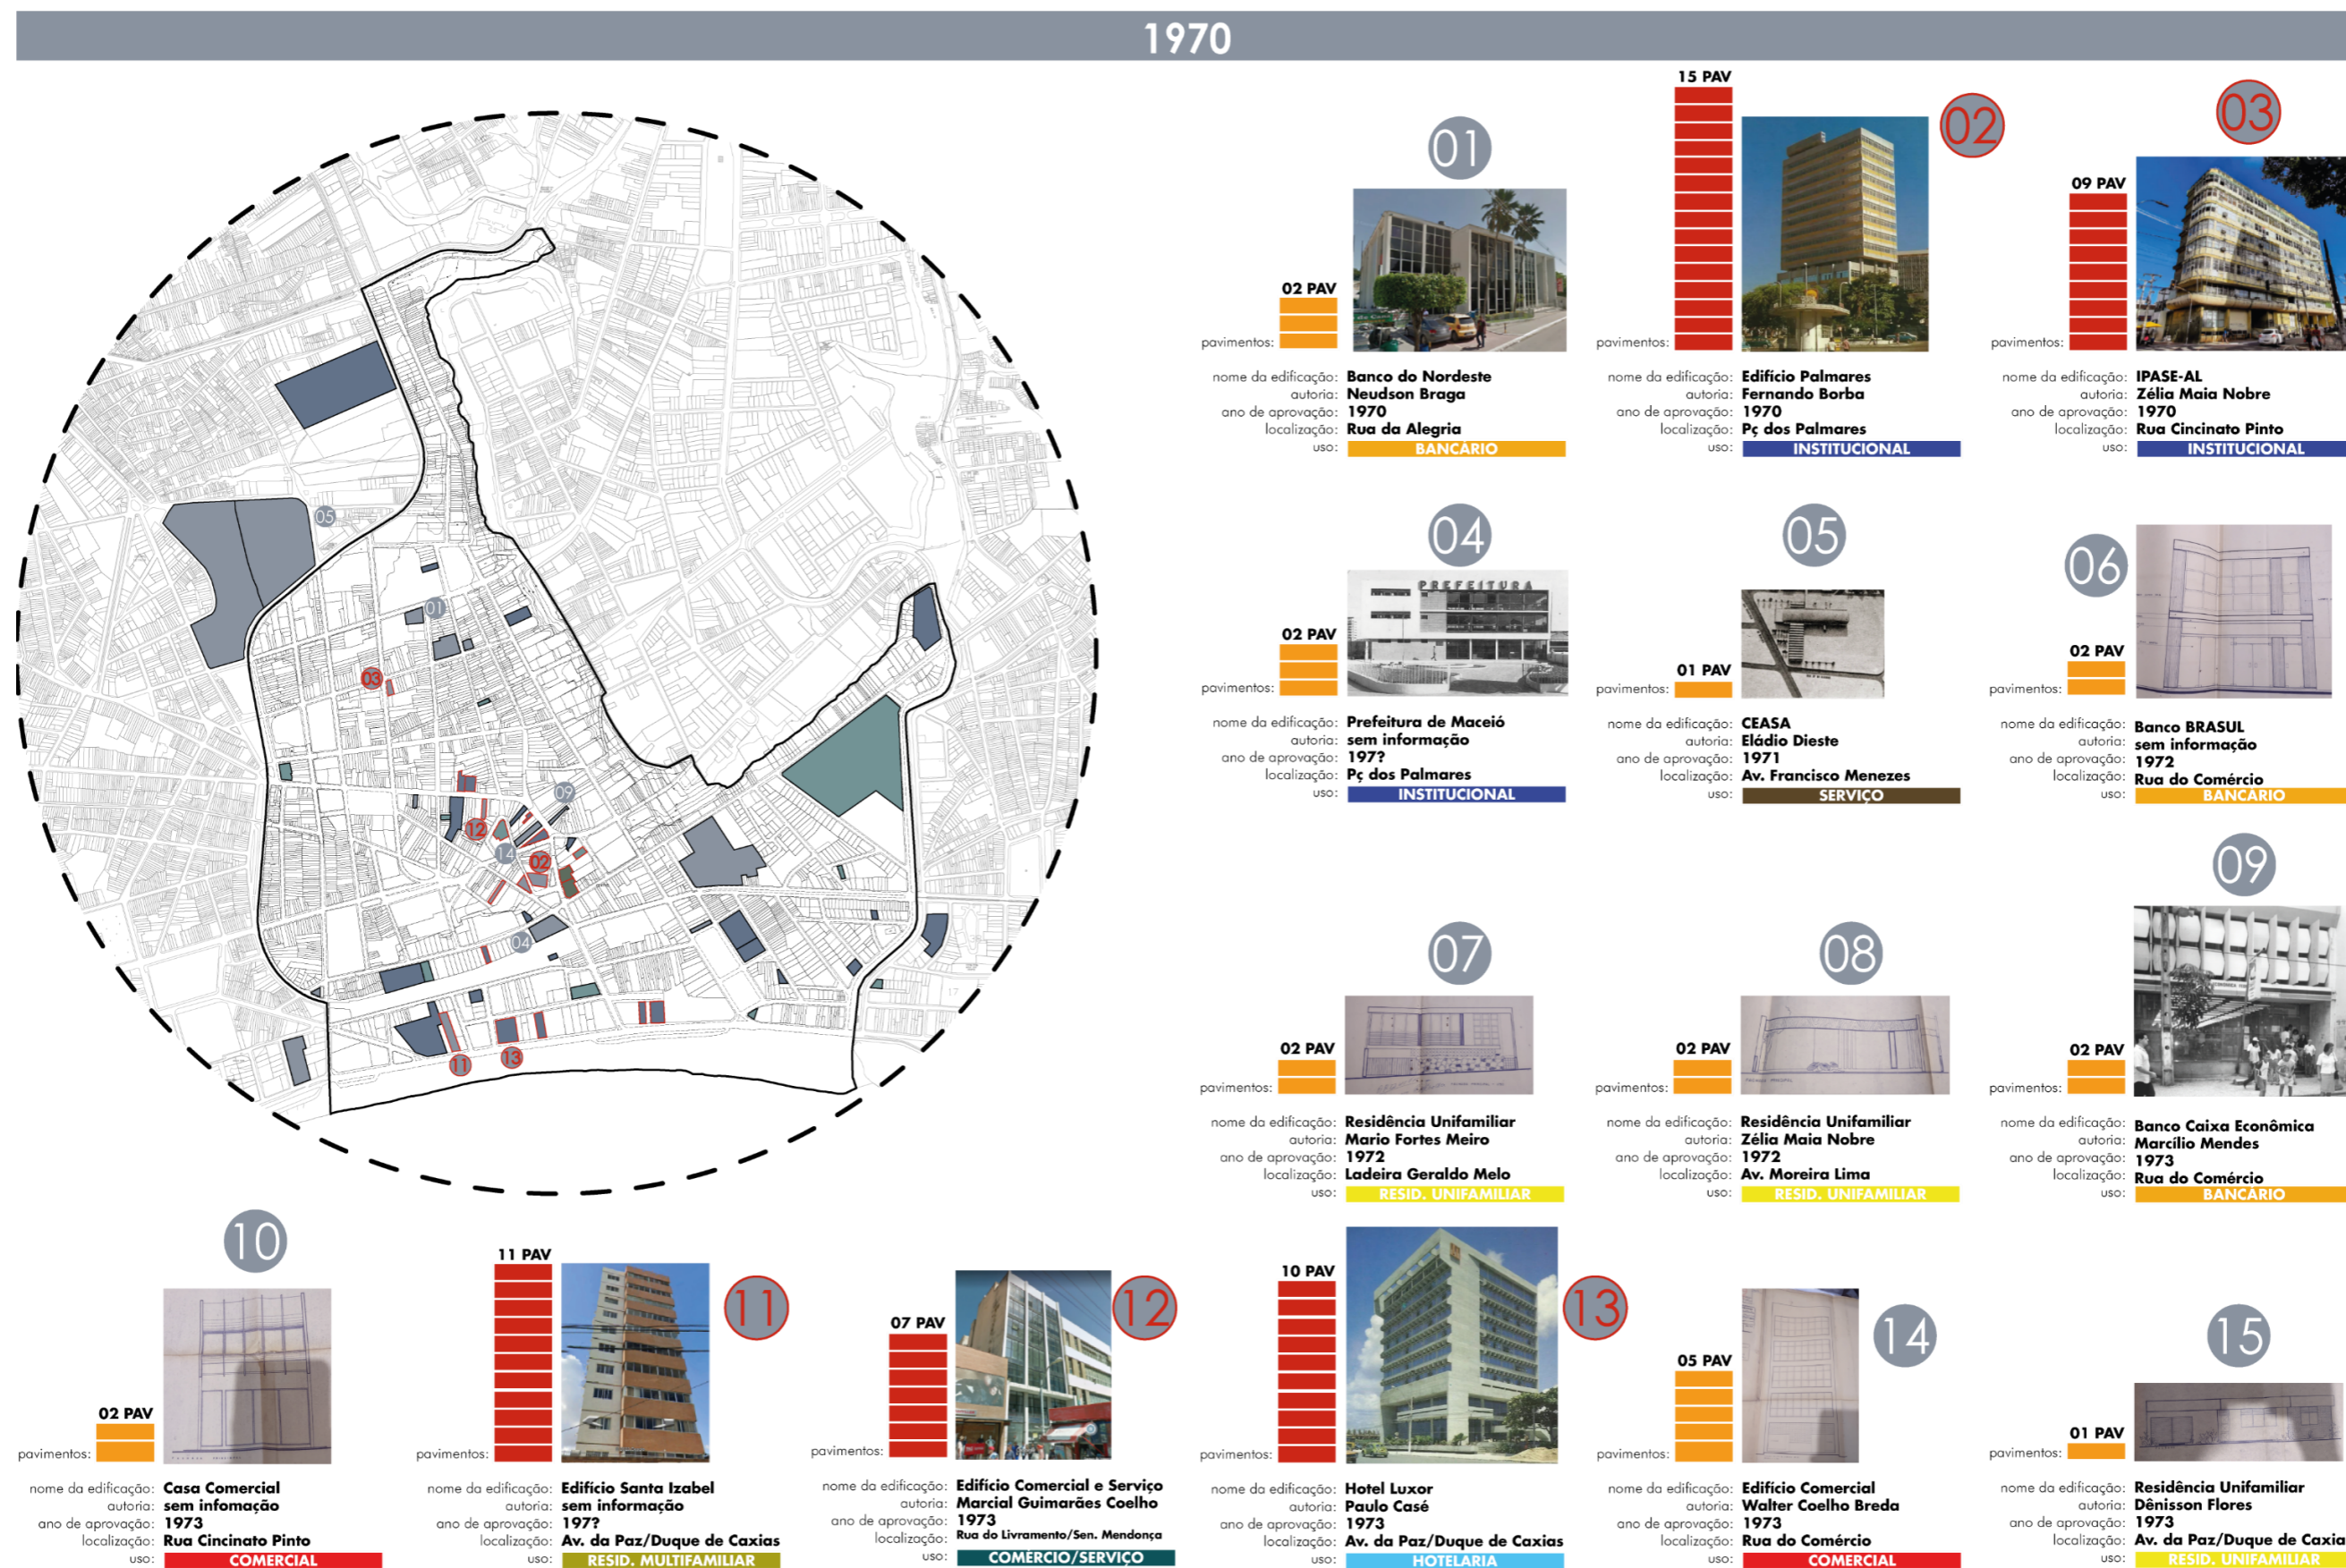 1970
05
01
03
09
12
14
02
04
11
13
17
01
02 PAV
pavimentos:
nome da edificação: Banco do Nordeste
autoria: Neudson Braga
ano de aprovação: 1970
localização: Rua da Alegria
uso: BANCÁRIO
15 PAV
02
pavimentos:
nome da edificação: Edifício Palmares
autoria: Fernando Borba
ano de aprovação: 1970
localização: Pç dos Palmares
uso: INSTITUCIONAL
03
09 PAV
pavimentos:
nome da edificação: IPASE-AL
autoria: Zélia Maia Nobre
ano de aprovação: 1970
localização: Rua Cincinato Pinto
uso: INSTITUCIONAL
04
PREFEITURA
02 PAV
pavimentos:
nome da edificação: Prefeitura de Maceió
autoria: sem informação
ano de aprovação: 197?
localização: Pç dos Palmares
uso: INSTITUCIONAL
05
01 PAV
pavimentos:
nome da edificação: CEASA
autoria: Eládio Dieste
ano de aprovação: 1971
localização: Av. Francisco Menezes
uso: SERVIÇO
06
02 PAV
pavimentos:
nome da edificação: Banco BRASUL
autoria: sem informação
ano de aprovação: 1972
localização: Rua do Comércio
uso: BANCÁRIO
07
02 PAV
pavimentos:
nome da edificação: Residência Unifamiliar
autoria: Mario Fortes Meiro
ano de aprovação: 1972
localização: Ladeira Geraldo Melo
uso: RESID. UNIFAMILIAR
08
02 PAV
pavimentos:
nome da edificação: Residência Unifamiliar
autoria: Zélia Maia Nobre
ano de aprovação: 1972
localização: Av. Moreira Lima
uso: RESID. UNIFAMILIAR
09
02 PAV
pavimentos:
nome da edificação: Banco Caixa Econômica
autoria: Marcílio Mendes
ano de aprovação: 1973
localização: Rua do Comércio
uso: BANCÁRIO
10
02 PAV
pavimentos:
nome da edificação: Casa Comercial
autoria: sem infomação
ano de aprovação: 1973
localização: Rua Cincinato Pinto
uso: COMERCIAL
11 PAV
11
pavimentos:
nome da edificação: Edifício Santa Izabel
autoria: sem informação
ano de aprovação: 197?
localização: Av. da Paz/Duque de Caxias
uso: RESID. MULTIFAMILIAR
12
07 PAV
pavimentos:
nome da edificação: Edifício Comercial e Serviço
autoria: Marcial Guimarães Coelho
ano de aprovação: 1973
localização: Rua do Livramento/Sen. Mendonça
uso: COMÉRCIO/SERVIÇO
10 PAV
13
pavimentos:
nome da edificação: Hotel Luxor
autoria: Paulo Casé
ano de aprovação: 1973
localização: Av. da Paz/Duque de Caxias
uso: HOTELARIA
14
05 PAV
pavimentos:
nome da edificação: Edifício Comercial
autoria: Walter Coelho Breda
ano de aprovação: 1973
localização: Rua do Comércio
uso: COMERCIAL
15
01 PAV
pavimentos:
nome da edificação: Residência Unifamiliar
autoria: Dênisson Flores
ano de aprovação: 1973
localização: Av. da Paz/Duque de Caxia
uso: RESID. UNIFAMILIAR